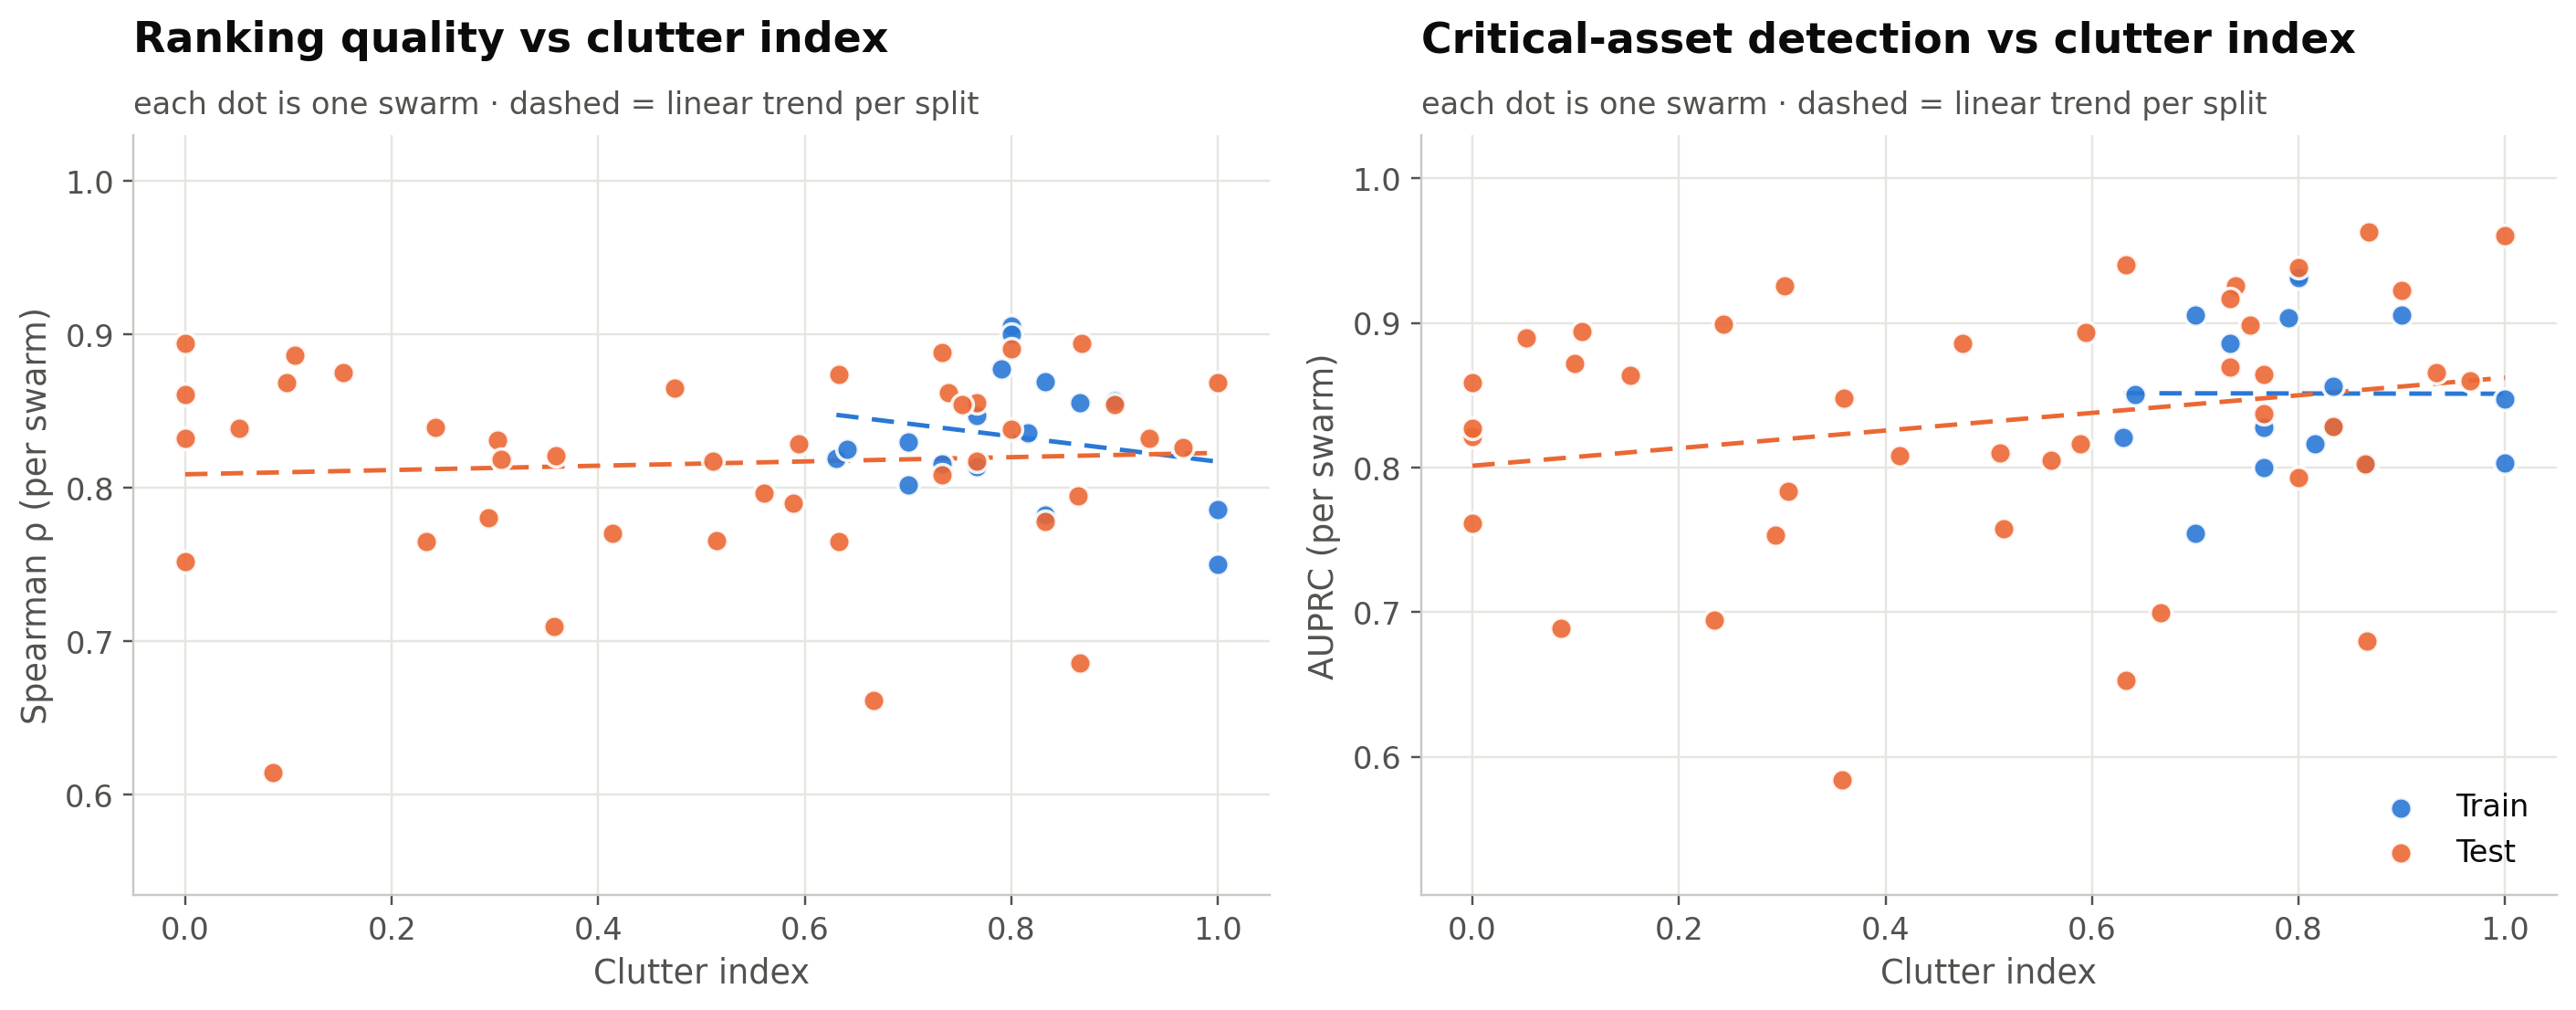 Ranking quality vs clutter index
each dot is one swarm · dashed = linear trend per split
1.0
0.9
0.8
0.7
0.6
Spearman ρ (per swarm)
0.0 0.2 0.4 0.6 0.8 1.0
Clutter index
Critical-asset detection vs clutter index
each dot is one swarm · dashed = linear trend per split
1.0
0.9
0.8
0.7
0.6
AUPRC (per swarm)
Train
Test
0.0 0.2 0.4 0.6 0.8 1.0
Clutter index